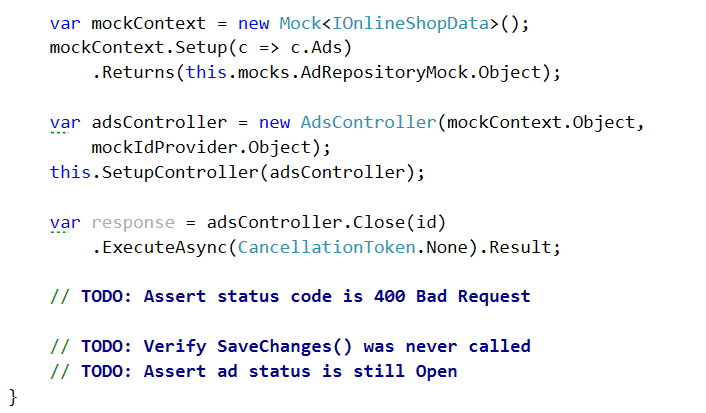 var mockContext = new Mock<IOnlineShopData>();
mockContext.Setup(c => c.Ads)
.Returns(this.mocks.AdRepositoryMock.Object);
var adsController = new AdsController(mockContext.Object,
mockIdProvider.Object);
this.SetupController(adsController);
var response = adsController.Close(id)
.ExecuteAsync(CancellationToken.None).Result;
// TODO: Assert status code is 400 Bad Request
// TODO: Verify SaveChanges() was never called
// TODO: Assert ad status is still Open
}